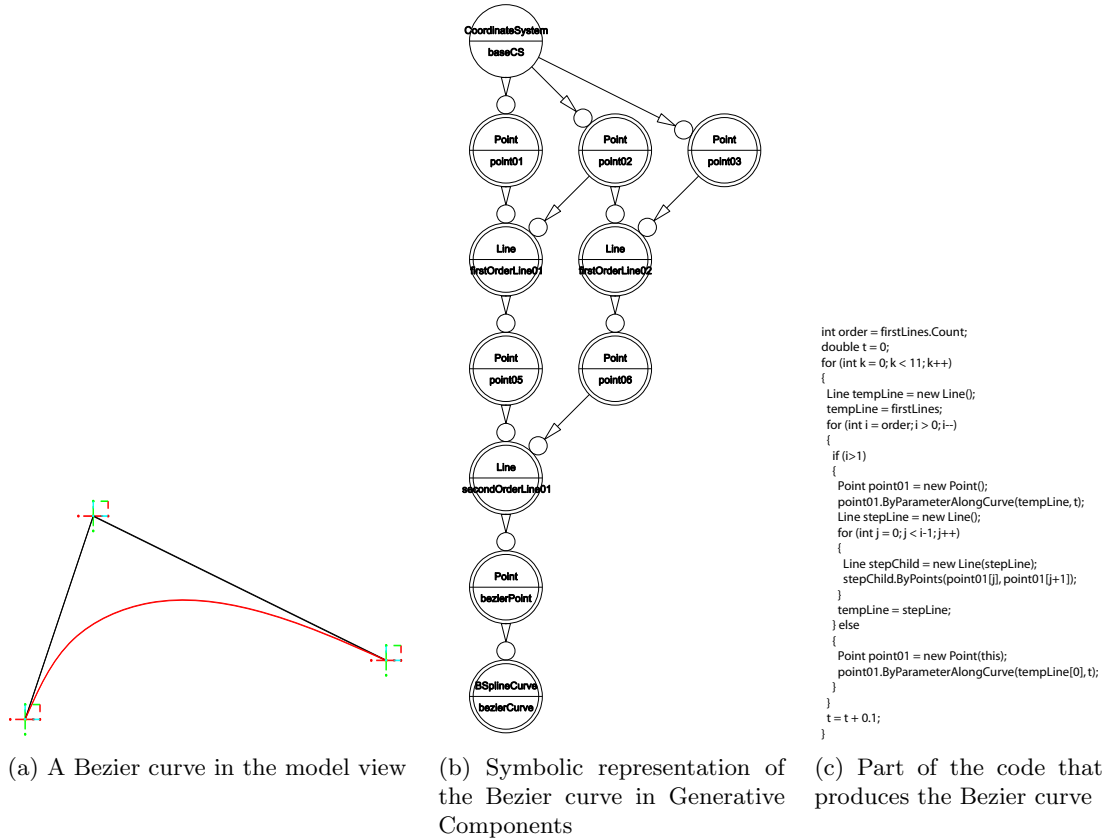 CoordinateSystem
baseCS
Point
point01
Point
point02
Point
point03
Line
firstOrderLine01
Line
firstOrderLine02
Point
point05
Point
point06
Line
secondOrderLine01
Point
bezierPoint
BSplineCurve
bezierCurve
int order = firstLines.Count;
double t = 0;
for (int k = 0; k < 11; k++)
{
Line tempLine = new Line();
tempLine = firstLines;
for (int i = order; i > 0; i--)
{
if (i>1)
{
Point point01 = new Point();
point01.ByParameterAlongCurve(tempLine, t);
Line stepLine = new Line();
for (int j = 0; j < i-1; j++)
{
Line stepChild = new Line(stepLine);
stepChild.ByPoints(point01[j], point01[j+1]);
}
tempLine = stepLine;
} else
{
Point point01 = new Point(this);
point01.ByParameterAlongCurve(tempLine[0], t);
}
}
t = t + 0.1;
}
(a) A Bezier curve in the model view
(b) Symbolic representation of
the Bezier curve in Generative
Components
(c) Part of the code that
produces the Bezier curve